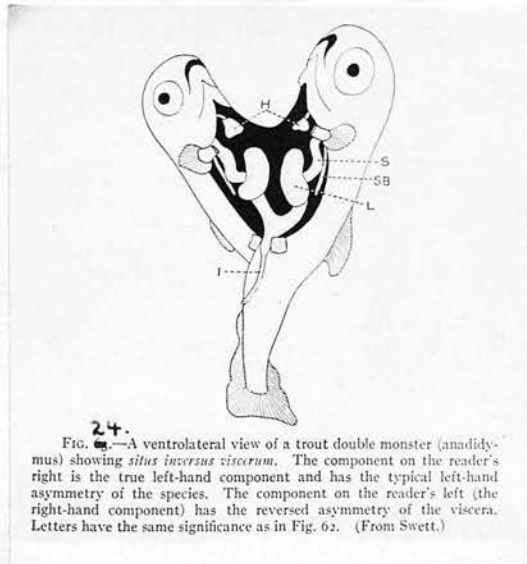 H
S
SB
L
I
24.
FIG. .—A ventrolateral view of a trout double monster (anadidy-
mus) showing situs inversus viscerum. The component on the reader's
right is the true left-hand component and has the typical left-hand
asymmetry of the species. The component on the reader's left (the
right-hand component) has the reversed asymmetry of the viscera.
Letters have the same significance as in Fig. 62. (From Swett.)